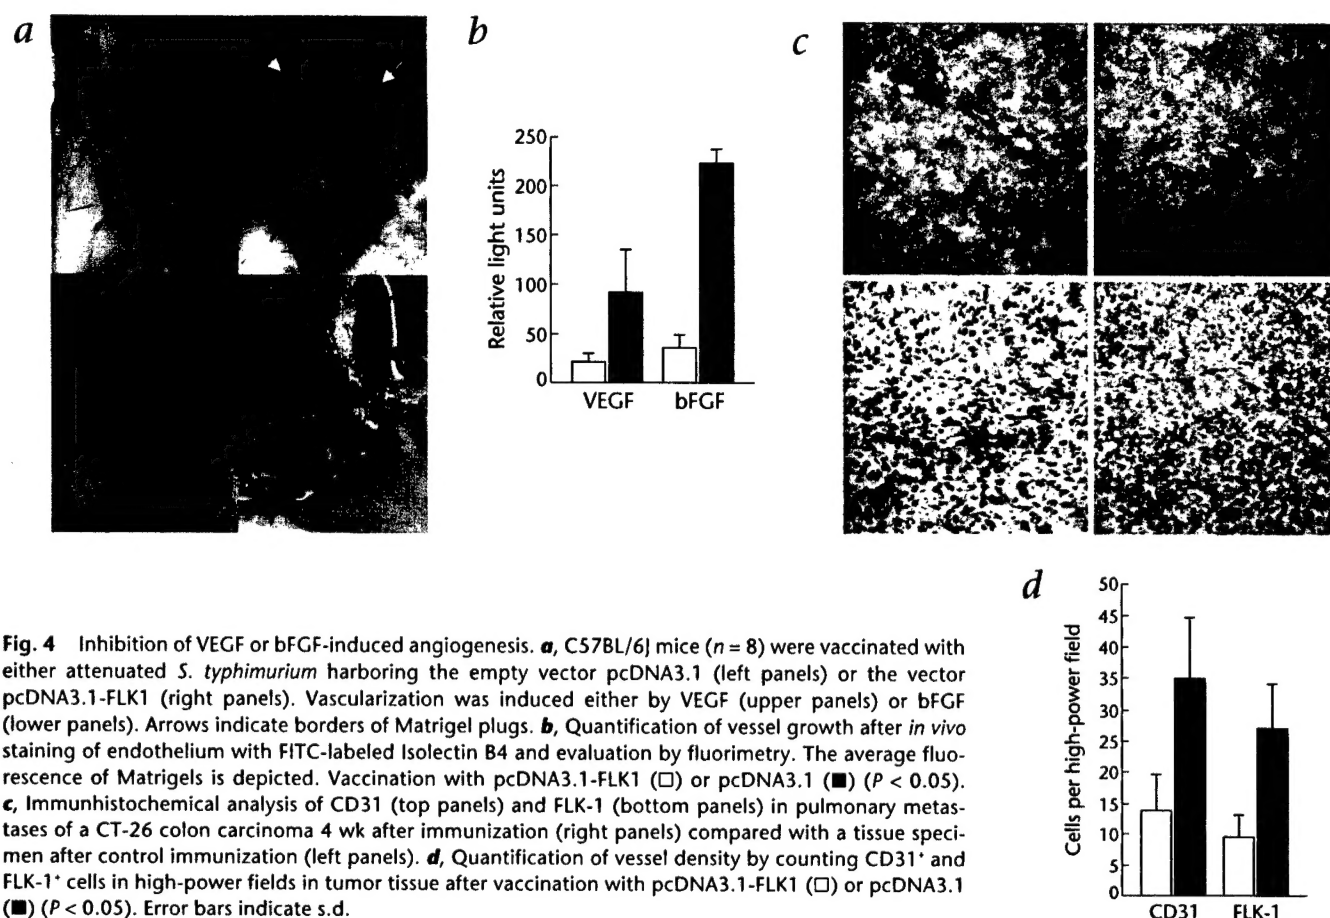 a
b
c
250
200
150
100
50
0
Relative light units
VEGF
bFGF
d
50
45
40
35
30
25
20
15
10
5
0
Cells per high-power field
CD31
FLK-1
Fig. 4 Inhibition of VEGF or bFGF-induced angiogenesis. a, C57BL/6J mice (n = 8) were vaccinated with
either attenuated S. typhimurium harboring the empty vector pcDNA3.1 (left panels) or the vector
pcDNA3.1-FLK1 (right panels). Vascularization was induced either by VEGF (upper panels) or bFGF
(lower panels). Arrows indicate borders of Matrigel plugs. b, Quantification of vessel growth after in vivo
staining of endothelium with FITC-labeled Isolectin B4 and evaluation by fluorimetry. The average fluo-
rescence of Matrigels is depicted. Vaccination with pcDNA3.1-FLK1 (□) or pcDNA3.1 (■) (P < 0.05).
c, Immunhistochemical analysis of CD31 (top panels) and FLK-1 (bottom panels) in pulmonary metas-
tases of a CT-26 colon carcinoma 4 wk after immunization (right panels) compared with a tissue speci-
men after control immunization (left panels). d, Quantification of vessel density by counting CD31⁺ and
FLK-1⁺ cells in high-power fields in tumor tissue after vaccination with pcDNA3.1-FLK1 (□) or pcDNA3.1
(■) (P < 0.05). Error bars indicate s.d.